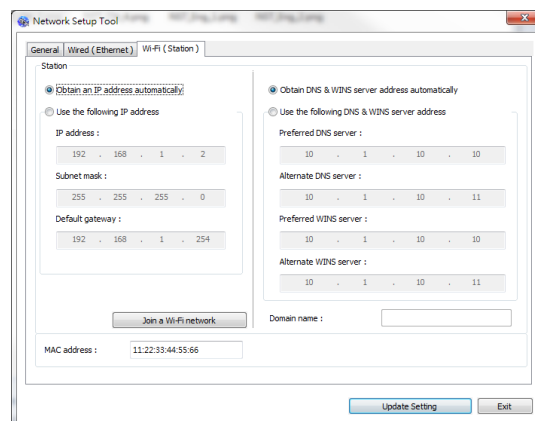 Network Setup Tool
General
Wired ( Ethernet )
Wi-Fi ( Station )
Station
Obtain an IP address automatically
Use the following IP address
IP address :
192 . 168 . 1 . 2
Subnet mask :
255 . 255 . 255 . 0
Default gateway :
192 . 168 . 1 . 254
Join a Wi-Fi network
Obtain DNS & WINS server address automatically
Use the following DNS & WINS server address
Preferred DNS server :
10 . 1 . 10 . 10
Alternate DNS server :
10 . 1 . 10 . 11
Preferred WINS server :
10 . 1 . 10 . 10
Alternate WINS server :
10 . 1 . 10 . 11
Domain name :
MAC address :
11:22:33:44:55:66
Update Setting
Exit